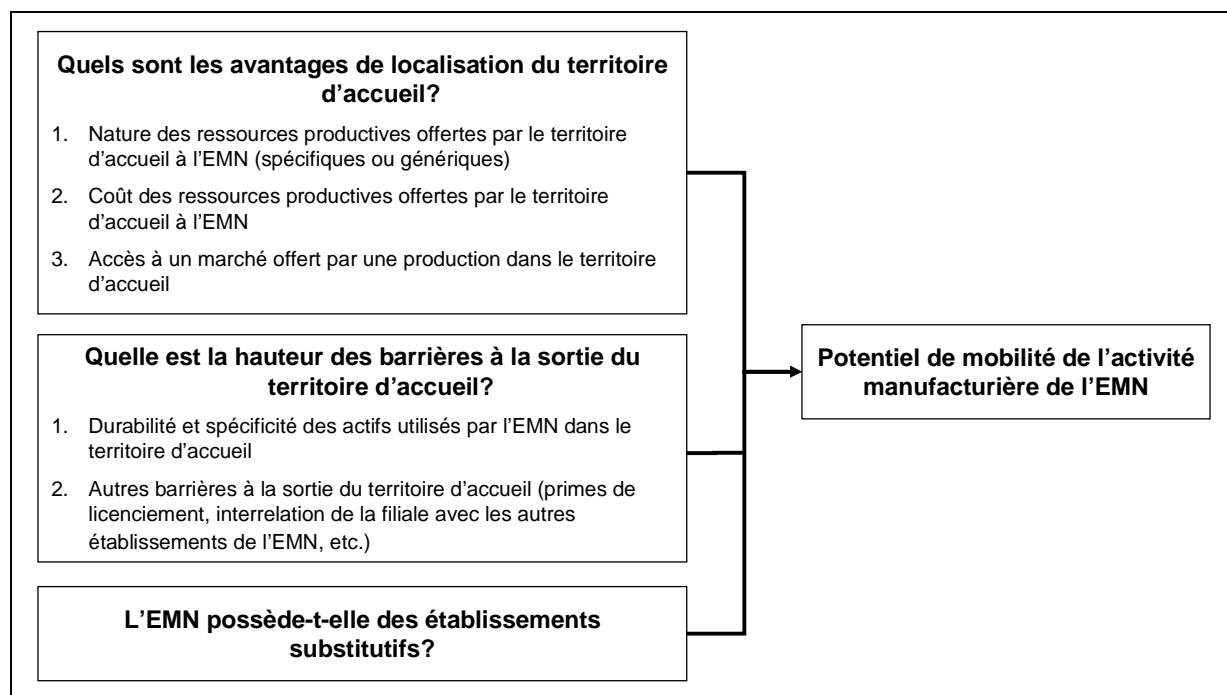 Quels sont les avantages de localisation du territoire
d'accueil?
1. Nature des ressources productives offertes par le territoire
d'accueil à l'EMN (spécifiques ou génériques)
2. Coût des ressources productives offertes par le territoire
d'accueil à l'EMN
3. Accès à un marché offert par une production dans le territoire
d'accueil
Quelle est la hauteur des barrières à la sortie du
territoire d'accueil?
1. Durabilité et spécificité des actifs utilisés par l'EMN dans le
territoire d'accueil
2. Autres barrières à la sortie du territoire d'accueil (primes de
licenciement, interrelation de la filiale avec les autres
établissements de l'EMN, etc.)
L'EMN possède-t-elle des établissements
substitutifs?
Potentiel de mobilité de l'activité
manufacturière de l'EMN